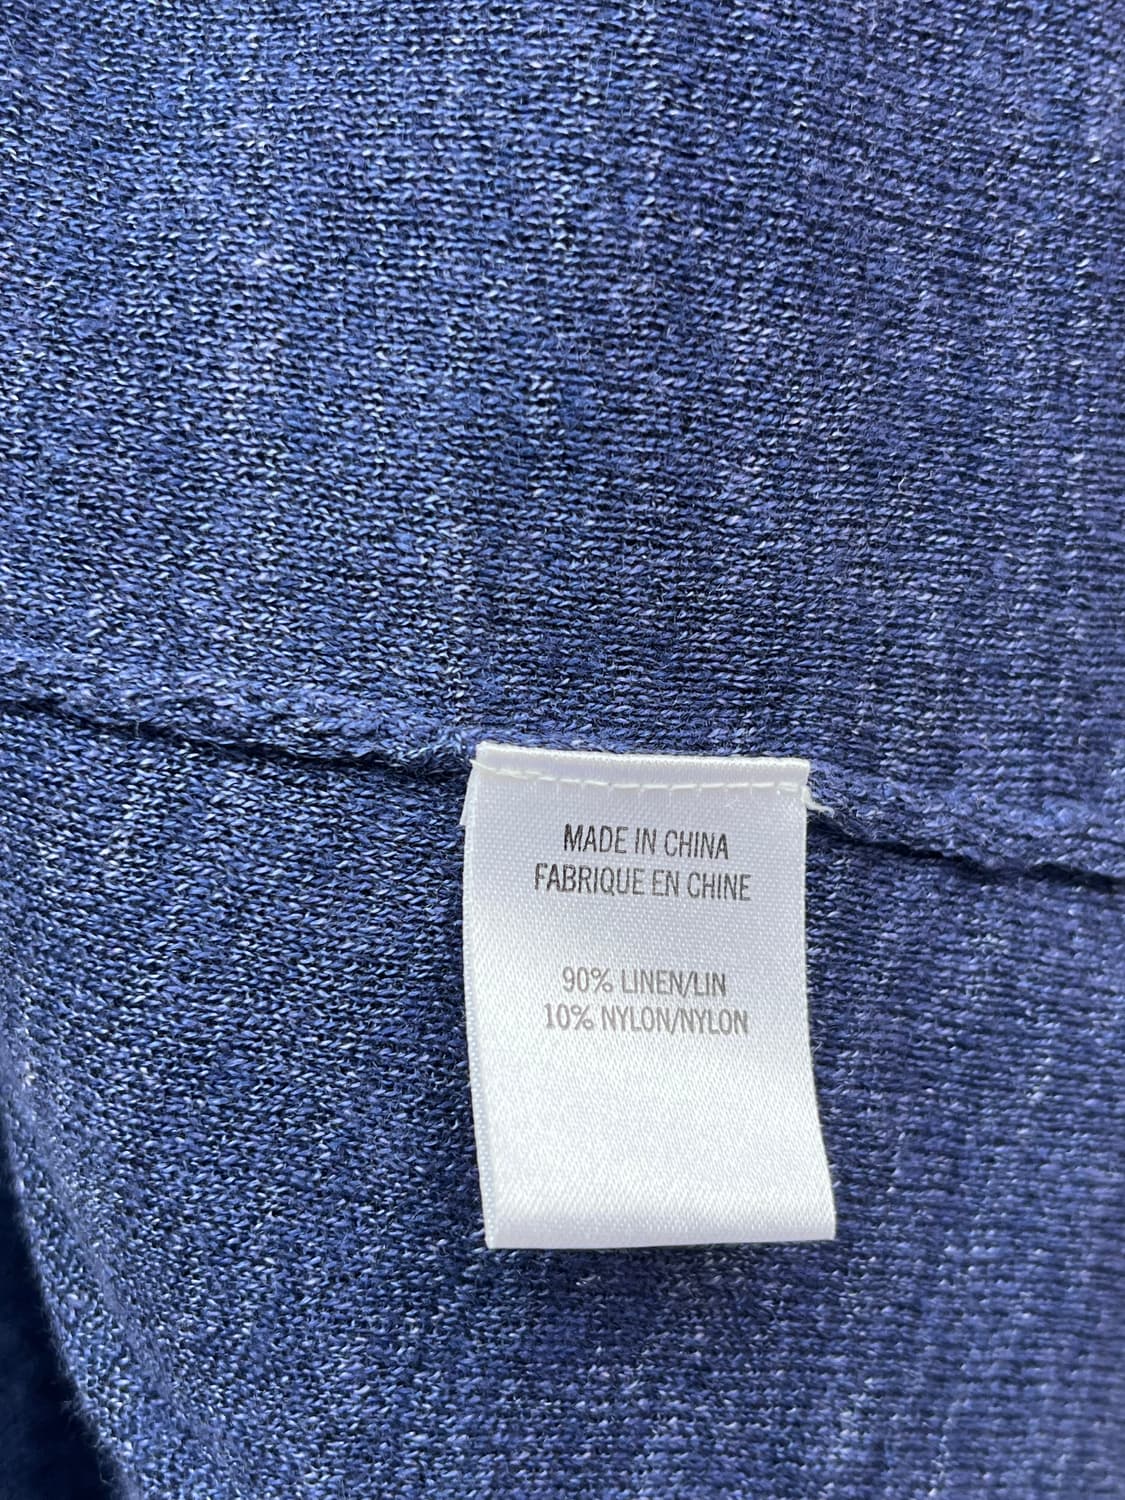 MADE IN CHINA
FABRIQUE EN CHINE
90% LINEN/LIN
10% NYLON/NYLON